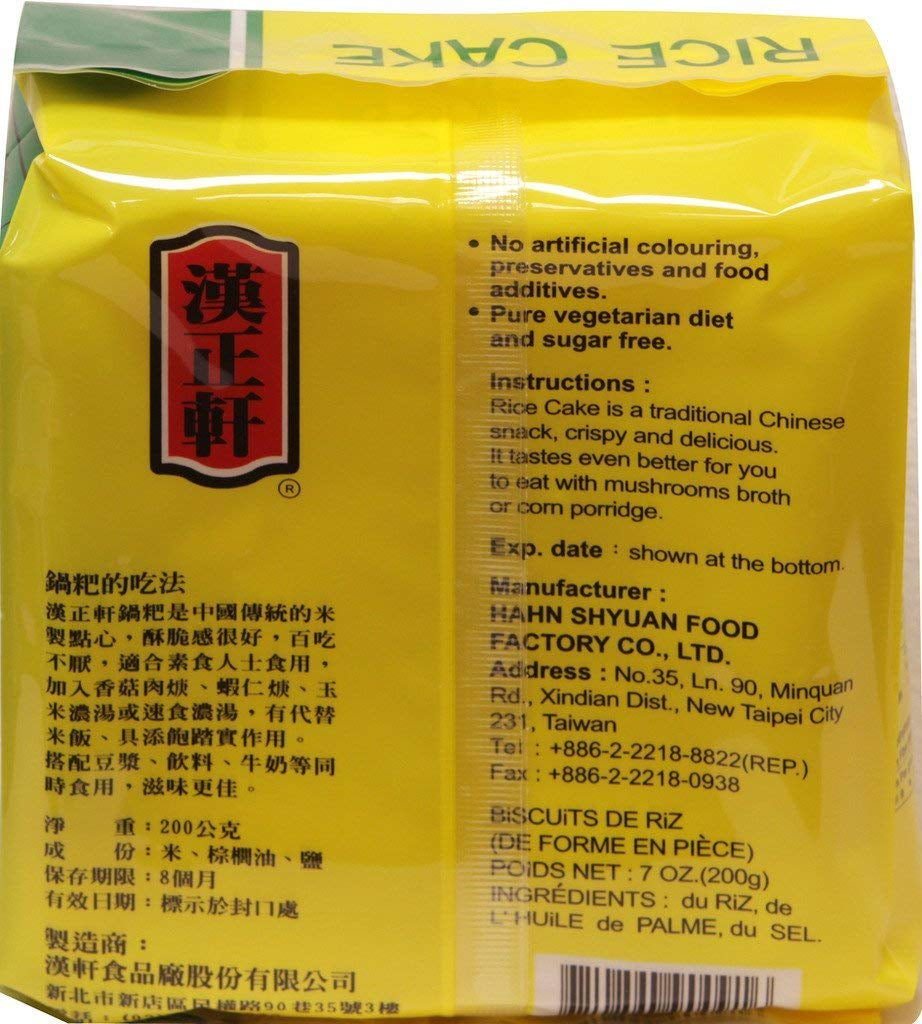 RICE CAKE
漢正軒
®
• No artificial colouring,
preservatives and food
additives.
• Pure vegetarian diet
and sugar free.
Instructions :
Rice Cake is a traditional Chinese
snack, crispy and delicious.
It tastes even better for you
to eat with mushrooms broth
or corn porridge.
Exp. date : shown at the bottom.
Manufacturer :
HAHN SHYUAN FOOD
FACTORY CO., LTD.
Address : No.35, Ln. 90, Minquan
Rd., Xindian Dist., New Taipei City
231, Taiwan
Tel : +886-2-2218-8822(REP.)
Fax : +886-2-2218-0938
BiSCUiTS DE RiZ
(DE FORME EN PIÈCE)
POiDS NET : 7 OZ.(200g)
iNGRÉDIENTS : du RiZ, de
L'HUiLE de PALME, du SEL.
鍋粑的吃法
漢正軒鍋粑是中國傳統的米
製點心，酥脆感很好，百吃
不厭，適合素食人士食用，
加入香菇肉焿、蝦仁焿、玉
米濃湯或速食濃湯，有代替
米飯、具添飽踏實作用。
搭配豆漿、飲料、牛奶等同
時食用，滋味更佳。
淨 重：200公克
成 份：米、棕櫚油、鹽
保存期限：8個月
有效日期：標示於封口處
製造商：
漢軒食品廠股份有限公司
新北市新店區民權路90巷35號3樓